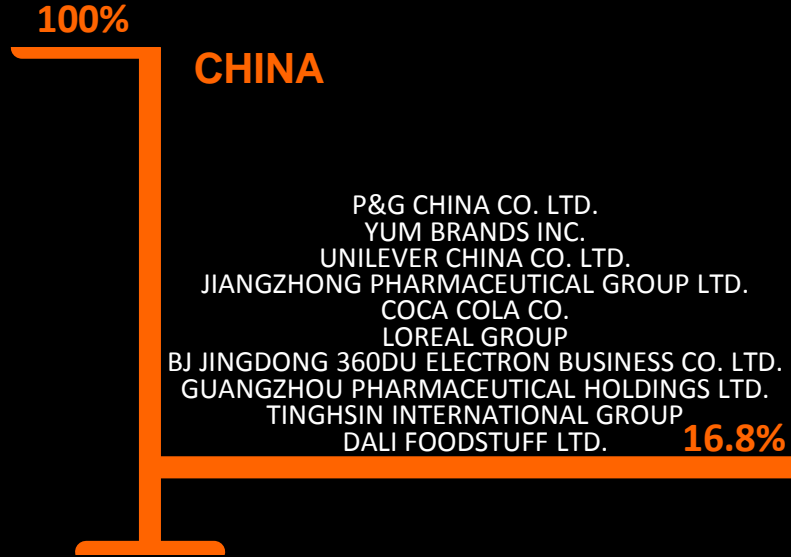 100%
CHINA
P&G CHINA CO. LTD.
YUM BRANDS INC.
UNILEVER CHINA CO. LTD.
JIANGZHONG PHARMACEUTICAL GROUP LTD.
COCA COLA CO.
LOREAL GROUP
BJ JINGDONG 360DU ELECTRON BUSINESS CO. LTD.
GUANGZHOU PHARMACEUTICAL HOLDINGS LTD.
TINGHSIN INTERNATIONAL GROUP
DALI FOODSTUFF LTD.
16.8%